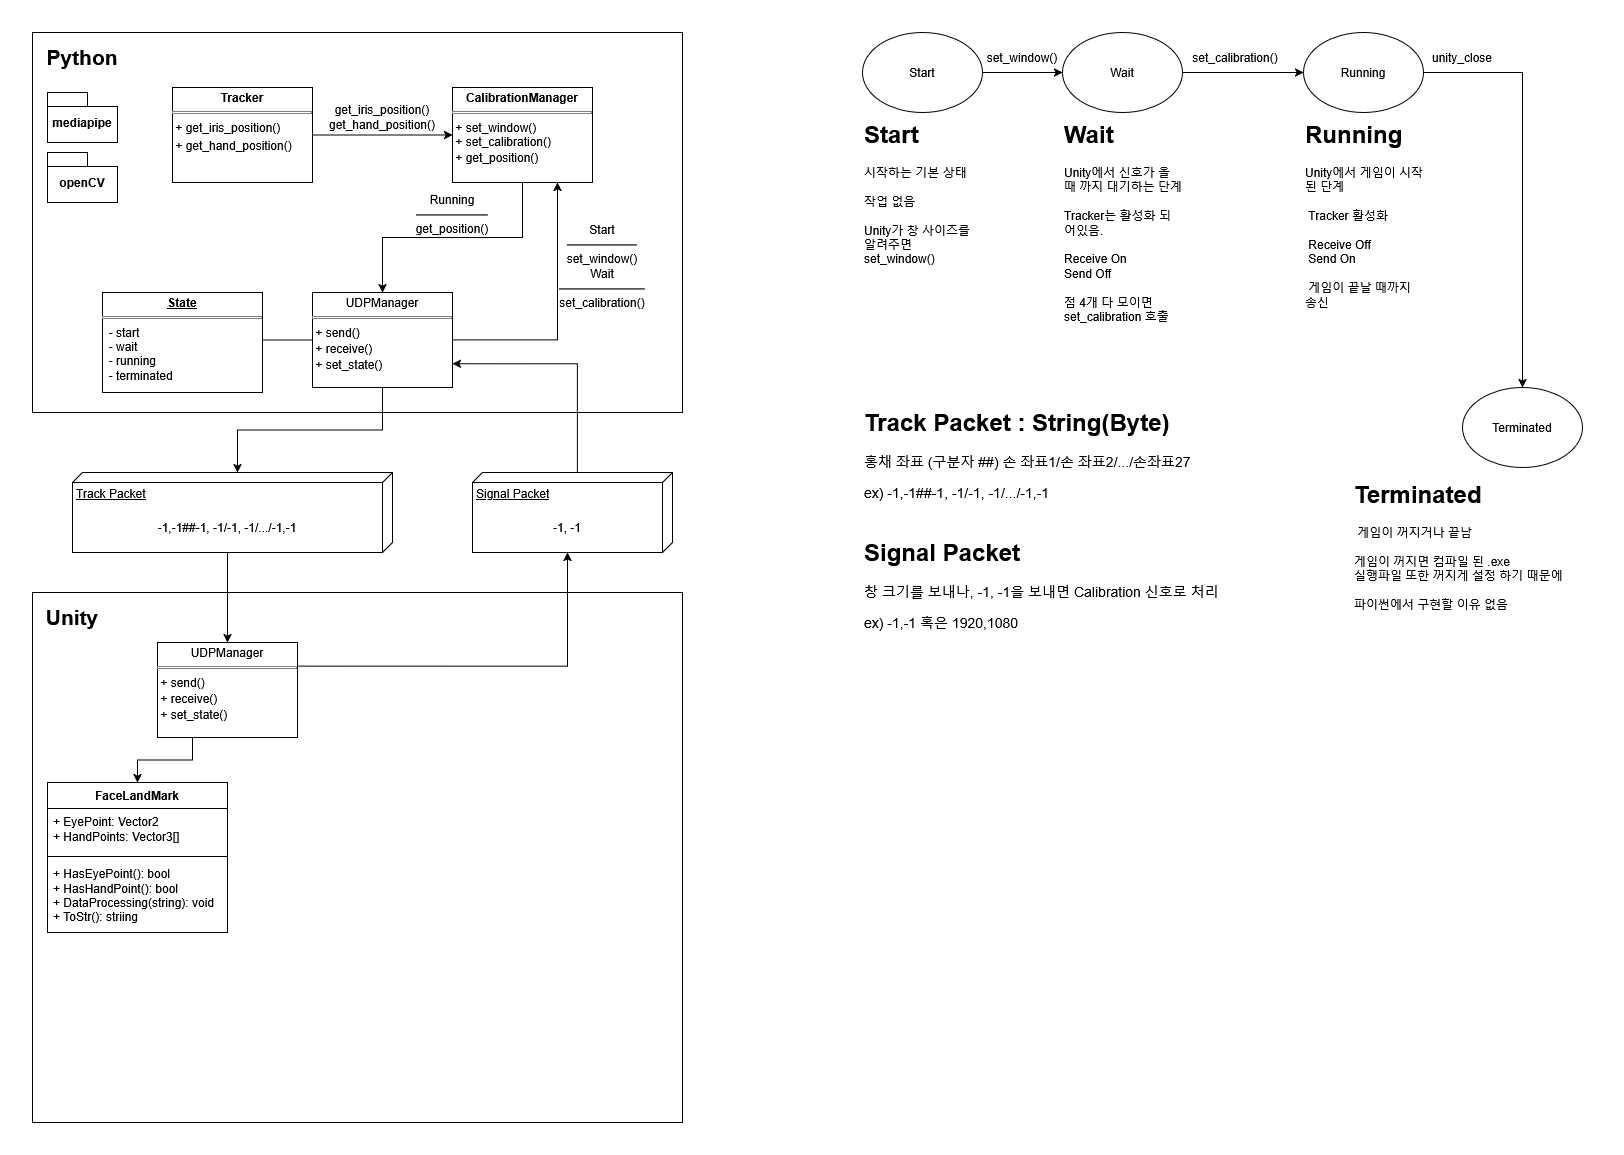 Python
mediapipe
openCV
Tracker
+ get_iris_position()
+ get_hand_position()
get_iris_position()
get_hand_position()
CalibrationManager
+ set_window()
+ set_calibration()
+ get_position()
Running
get_position()
Start
set_window()
Wait
set_calibration()
State
- start
- wait
- running
- terminated
UDPManager
+ send()
+ receive()
+ set_state()
Track Packet
-1,-1##-1, -1/-1, -1/.../-1,-1
Signal Packet
-1, -1
Unity
UDPManager
+ send()
+ receive()
+ set_state()
FaceLandMark
+ EyePoint: Vector2
+ HandPoints: Vector3[]
+ HasEyePoint(): bool
+ HasHandPoint(): bool
+ DataProcessing(string): void
+ ToStr(): striing
Start
set_window()
Wait
set_calibration()
Running
unity_close
Terminated
Start
시작하는 기본 상태
작업 없음
Unity가 창 사이즈를
알려주면
set_window()
Wait
Unity에서 신호가 올
때 까지 대기하는 단계
Tracker는 활성화 되
어있음.
Receive On
Send Off
점 4개 다 모이면
set_calibration 호출
Running
Unity에서 게임이 시작
된 단계
Tracker 활성화
Receive Off
Send On
게임이 끝날 때까지
송신
Track Packet : String(Byte)
홍채 좌표 (구분자 ##) 손 좌표1/손 좌표2/.../손좌표27
ex) -1,-1##-1, -1/-1, -1/.../-1,-1
Signal Packet
창 크기를 보내나, -1, -1을 보내면 Calibration 신호로 처리
ex) -1,-1 혹은 1920,1080
Terminated
게임이 꺼지거나 끝남
게임이 꺼지면 컴파일 된 .exe
실행파일 또한 꺼지게 설정 하기 때문에
파이썬에서 구현할 이유 없음